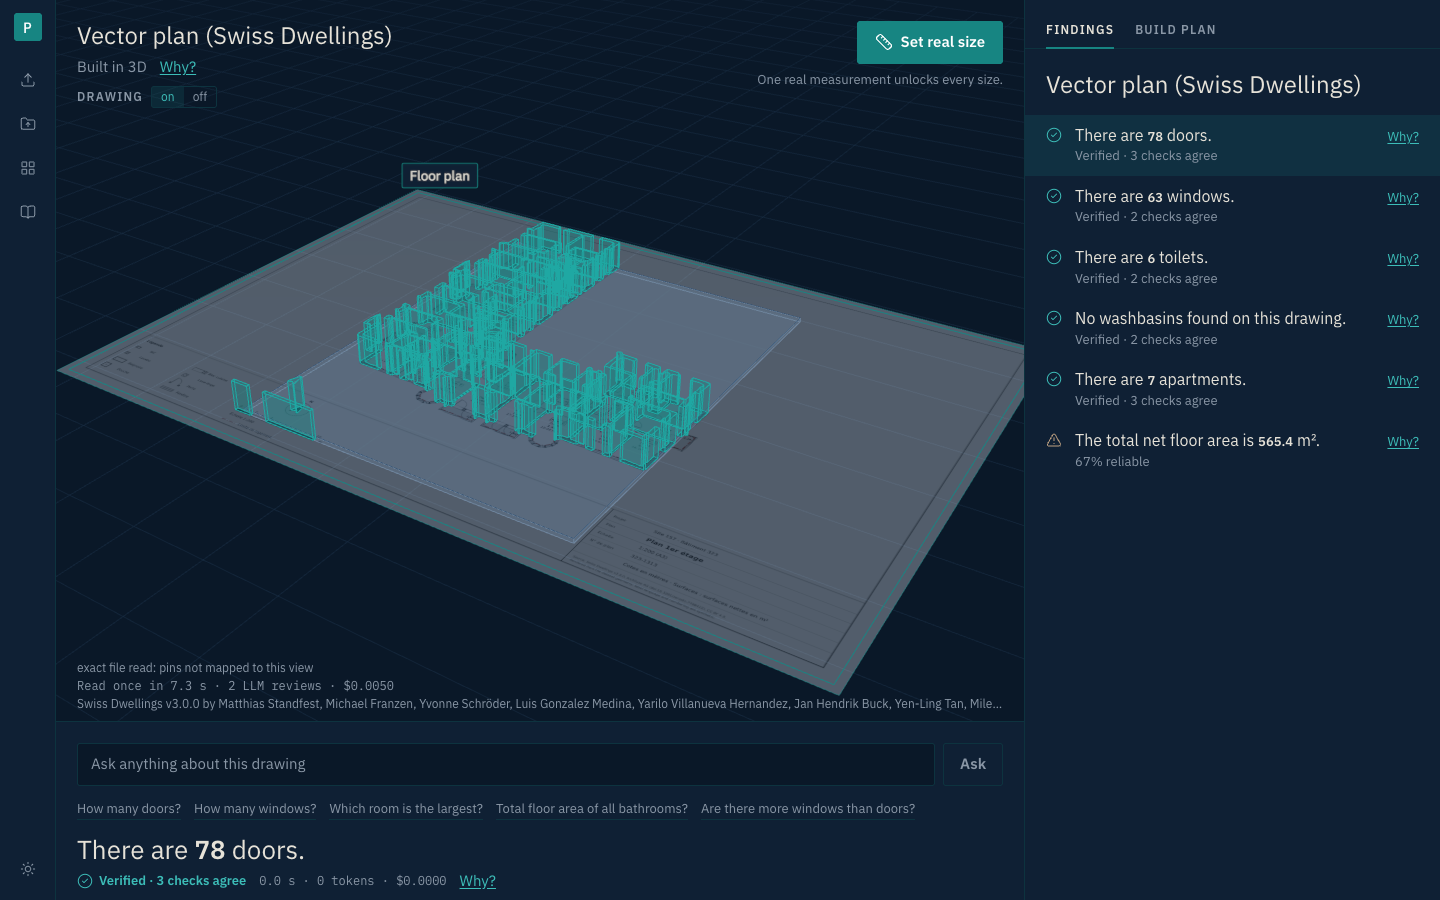 P
Vector plan (Swiss Dwellings)
Built in 3D Why?
DRAWING on off
Set real size
One real measurement unlocks every size.
Floor plan
Plan 1er étage
exact file read: pins not mapped to this view
Read once in 7.3 s · 2 LLM reviews · $0.0050
Swiss Dwellings v3.0.0 by Matthias Standfest, Michael Franzen, Yvonne Schröder, Luis Gonzalez Medina, Yarilo Villanueva Hernandez, Jan Hendrik Buck, Yen-Ling Tan, Mile...
Ask anything about this drawing
Ask
How many doors? How many windows? Which room is the largest? Total floor area of all bathrooms? Are there more windows than doors?
There are 78 doors.
Verified · 3 checks agree 0.0 s · 0 tokens · $0.0000 Why?
FINDINGS BUILD PLAN
Vector plan (Swiss Dwellings)
There are 78 doors. Why?
Verified · 3 checks agree
There are 63 windows. Why?
Verified · 2 checks agree
There are 6 toilets. Why?
Verified · 2 checks agree
No washbasins found on this drawing. Why?
Verified · 2 checks agree
There are 7 apartments. Why?
Verified · 3 checks agree
The total net floor area is 565.4 m². Why?
67% reliable